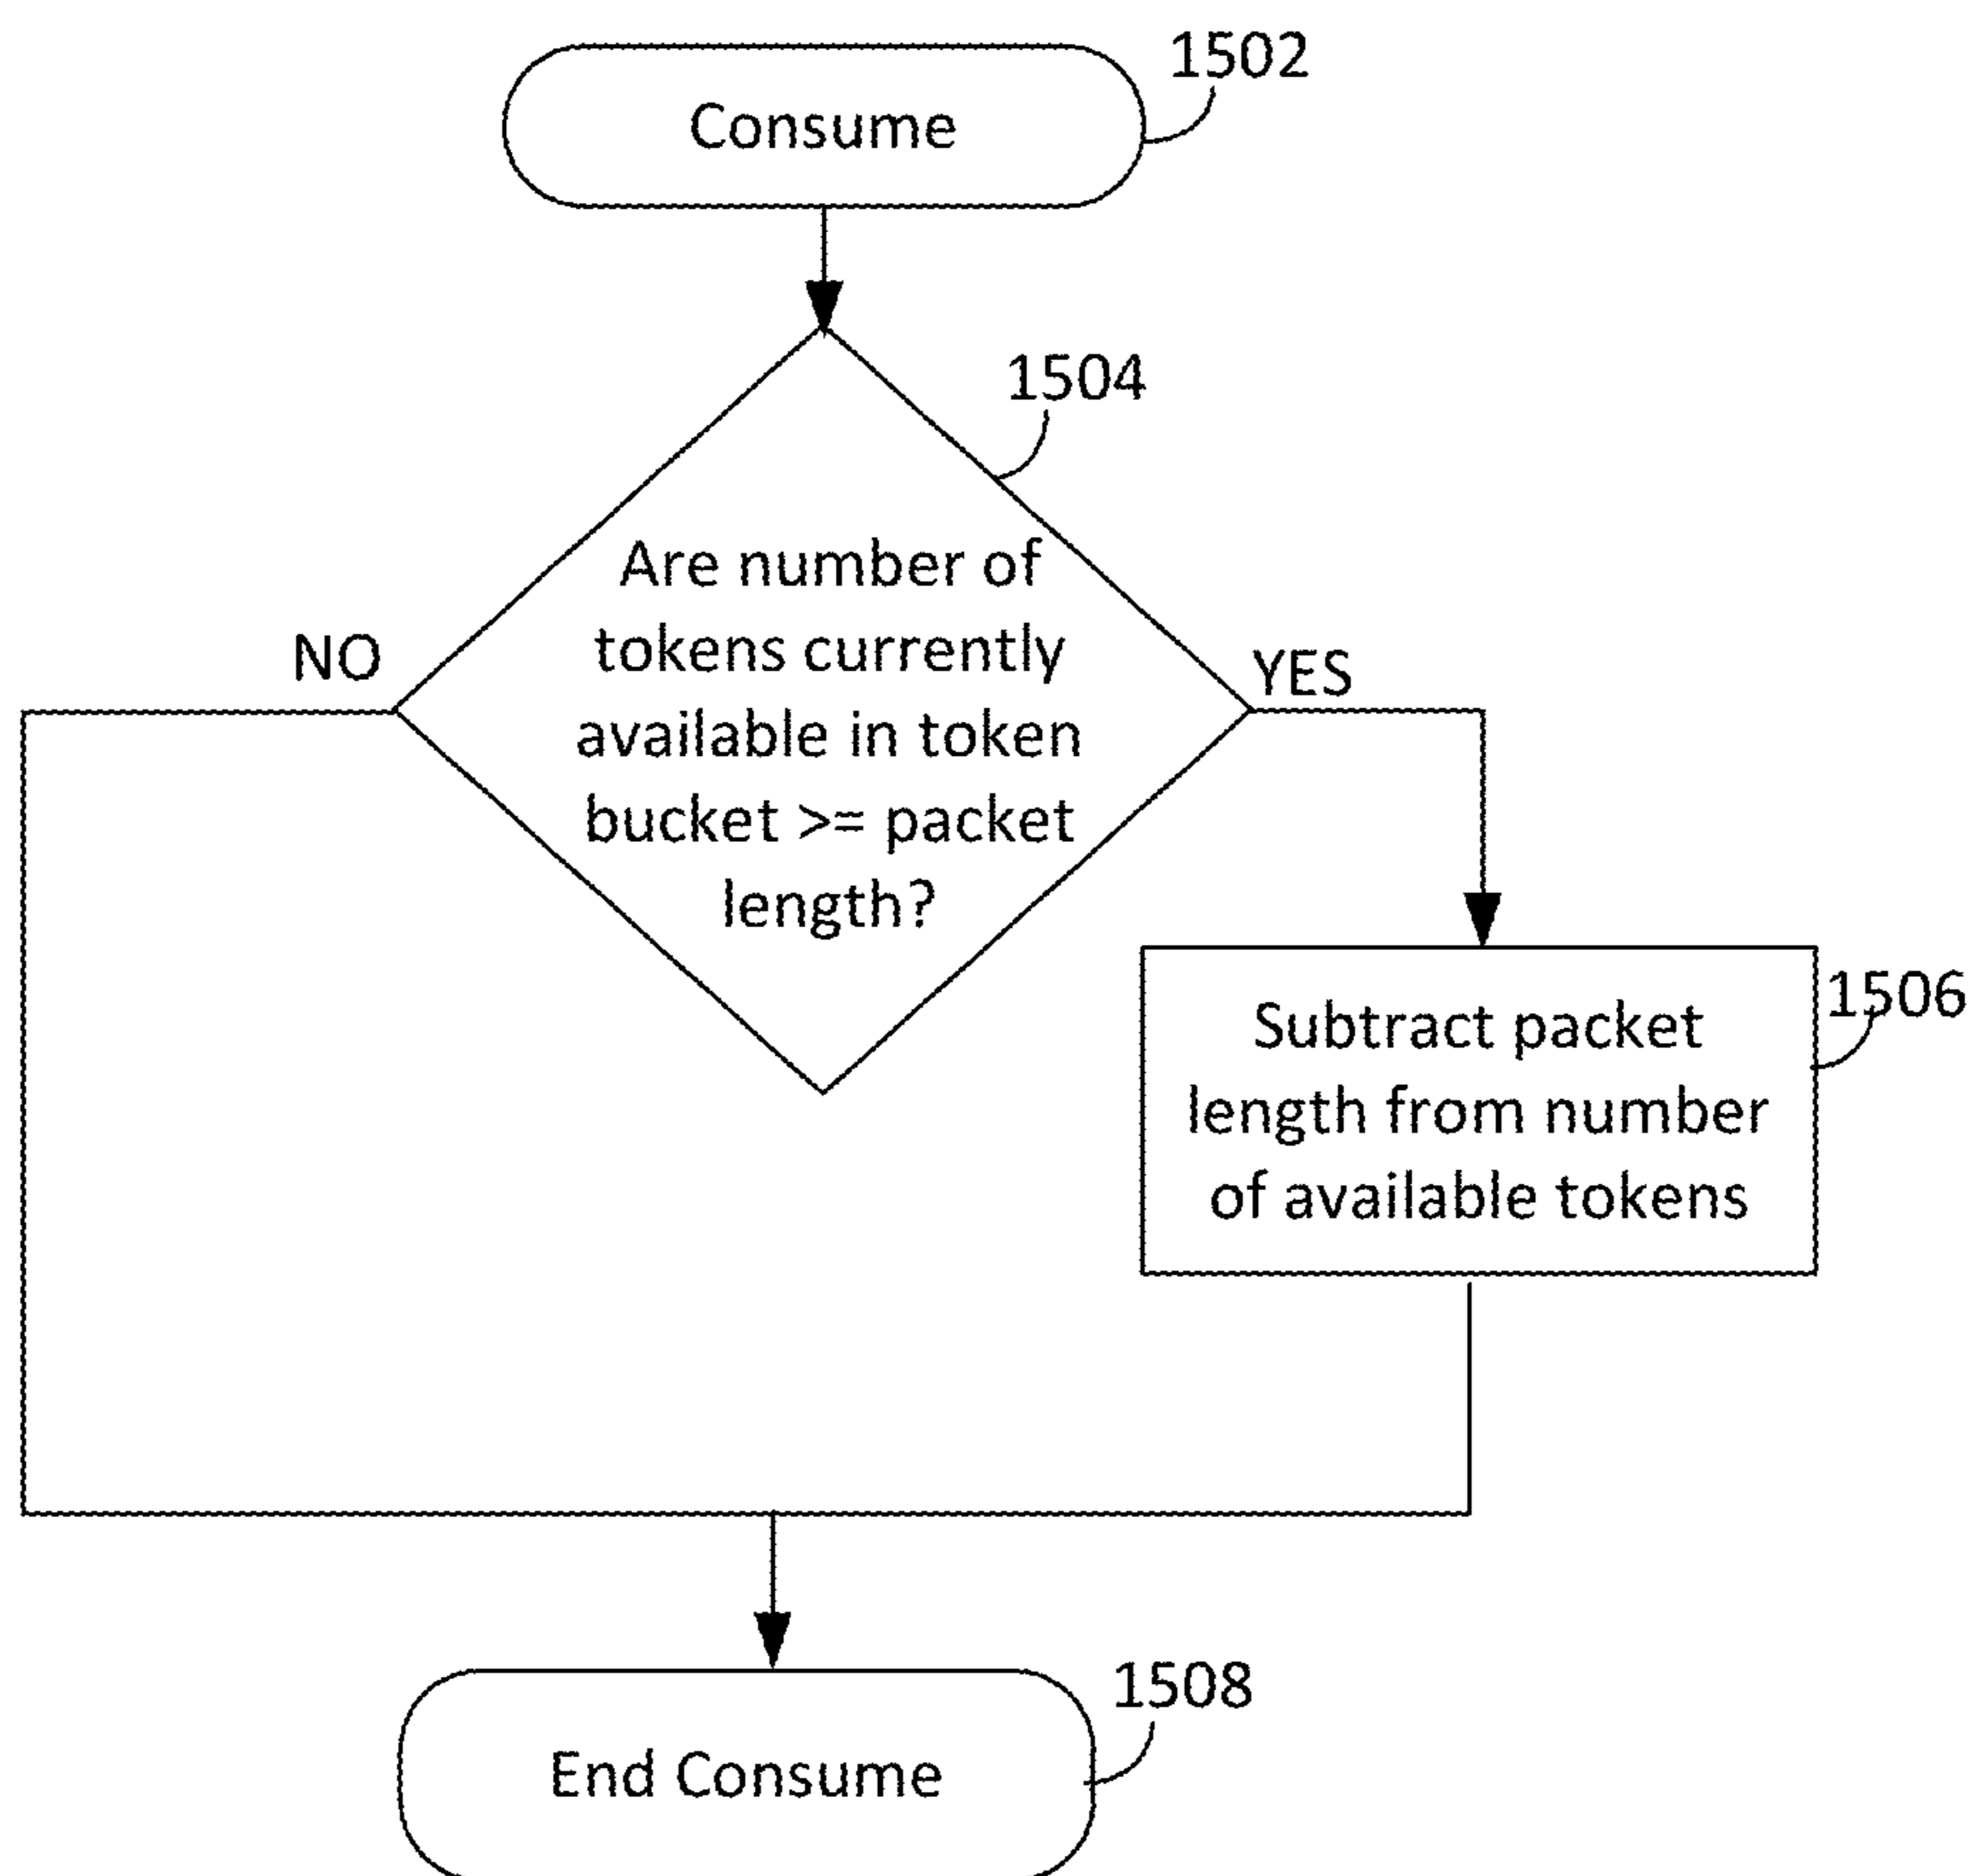 1502
Consume
1504
Are number of
tokens currently
available in token
bucket >= packet
length?
NO
YES
1506
Subtract packet
length from number
of available tokens
1508
End Consume